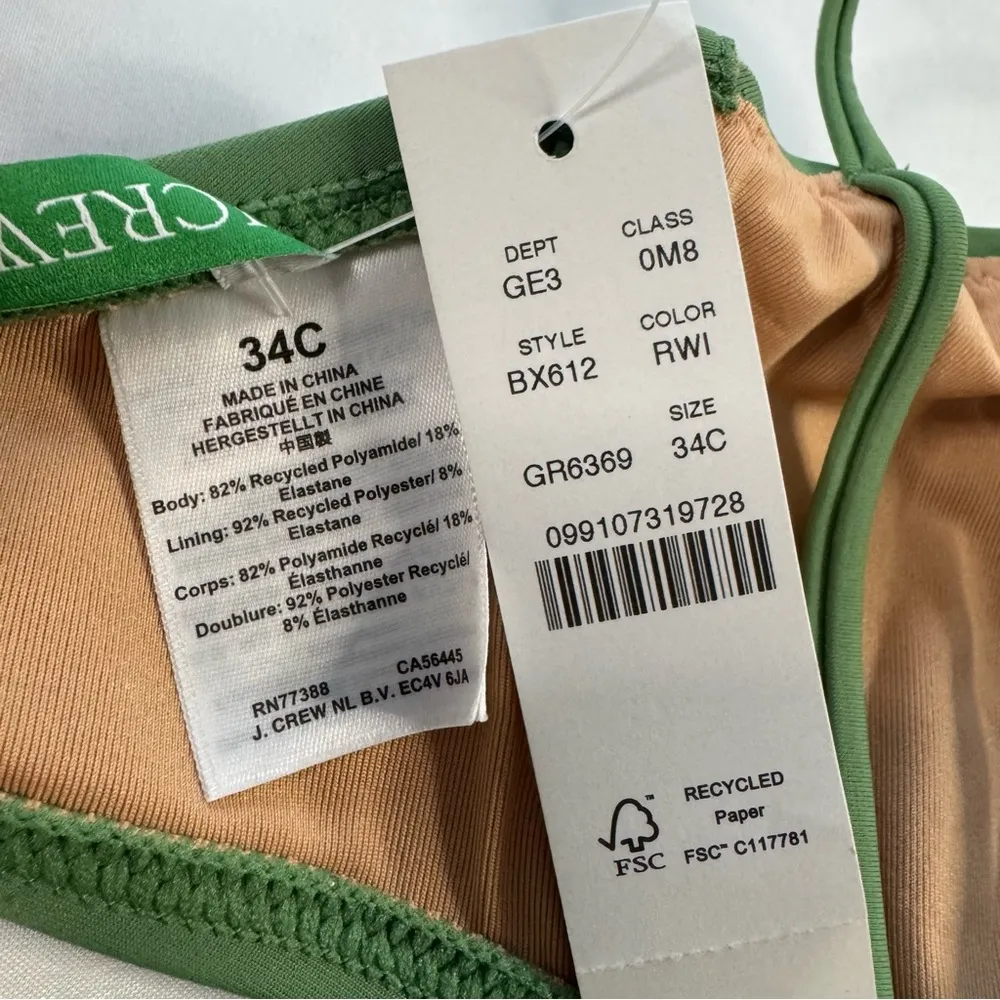 CREW
34C
MADE IN CHINA
FABRIQUÉ EN CHINE
HERGESTELLT IN CHINA
中国製
Body: 82% Recycled Polyamide/ 18%
Elastane
Lining: 92% Recycled Polyester/ 8%
Elastane
Corps: 82% Polyamide Recyclé/ 18%
Élasthanne
Doublure: 92% Polyester Recyclé/
8% Élasthanne
RN77388 CA56445
J. CREW NL B.V. EC4V 6JA
DEPT CLASS
GE3 0M8
STYLE COLOR
BX612 RWI
SIZE
GR6369 34C
099107319728
FSC
™
RECYCLED
Paper
FSC™ C117781